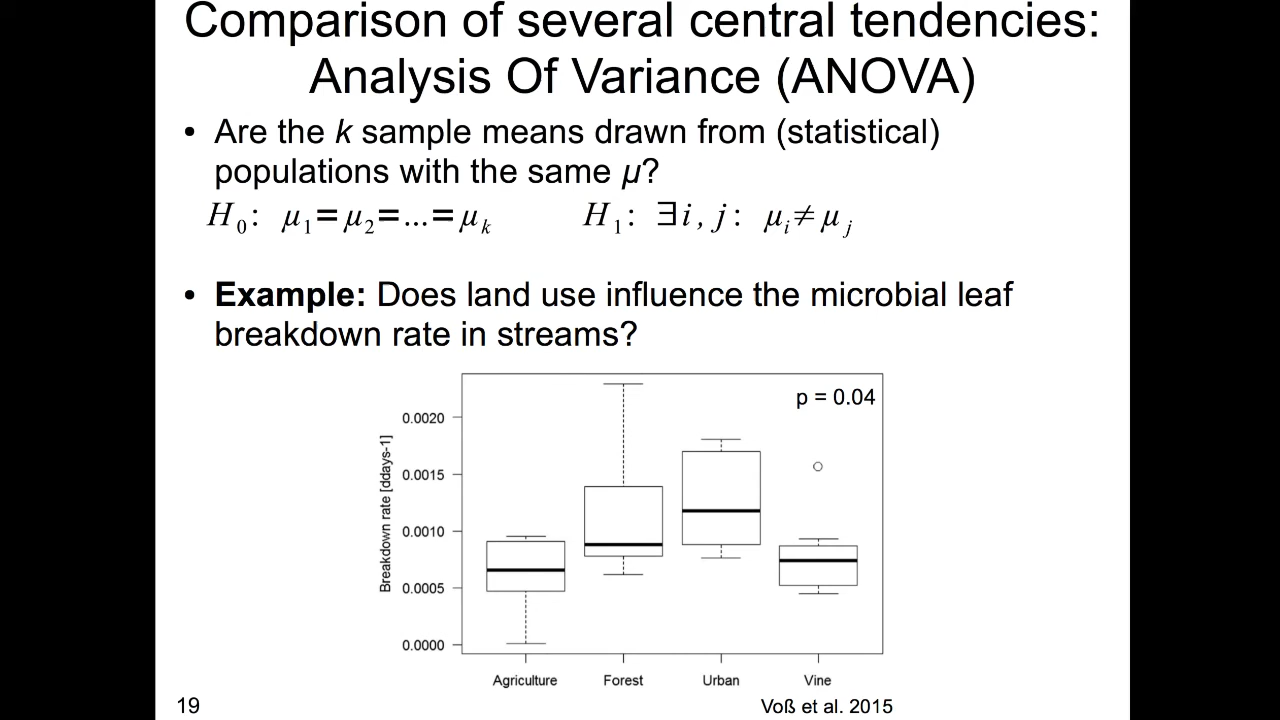 Comparison of several central tendencies:
Analysis Of Variance (ANOVA)
• Are the k sample means drawn from (statistical)
populations with the same μ?
H₀: μ₁=μ₂=...=μₖ H₁: ∃i, j: μᵢ≠μⱼ
• Example: Does land use influence the microbial leaf
breakdown rate in streams?
p = 0.04
0.0020
0.0015
0.0010
0.0005
0.0000
Breakdown rate [ddays-1]
Agriculture Forest Urban Vine
19 Voß et al. 2015